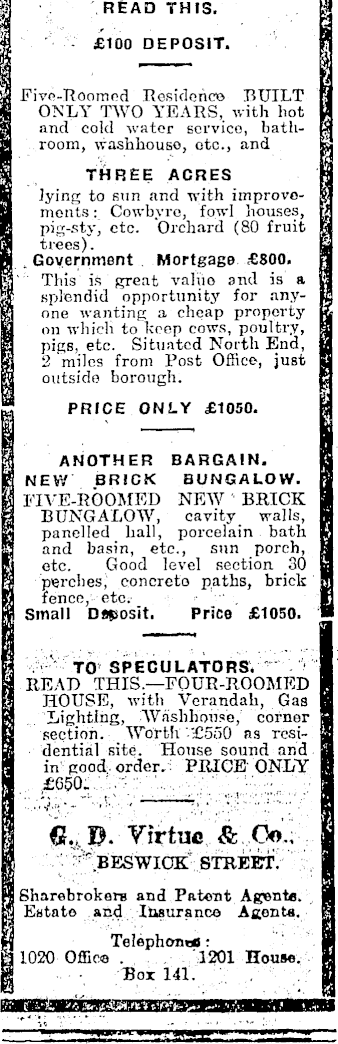 READ THIS.
£100 DEPOSIT.
Five-Roomed Residence BUILT
ONLY TWO YEARS, with hot
and cold water service, bath-
room, washhouse, etc., and
THREE ACRES
lying to sun and with improve-
ments: Cowbyre, fowl houses,
pig-sty, etc. Orchard (80 fruit
trees).
Government Mortgage £800.
This is great value and is a
splendid opportunity for any-
one wanting a cheap property
on which to keep cows, poultry,
pigs, etc. Situated North End,
2 miles from Post Office, just
outside borough.
PRICE ONLY £1050.
ANOTHER BARGAIN.
NEW BRICK BUNGALOW.
FIVE-ROOMED NEW BRICK
BUNGALOW, cavity walls,
panelled hall, porcelain bath
and basin, etc., sun porch,
etc. Good level section 30
perches, concrete paths, brick
fence, etc.
Small Deposit. Price £1050.
TO SPECULATORS.
READ THIS.—FOUR-ROOMED
HOUSE, with Verandah, Gas
Lighting, Washhouse, corner
section. Worth £550 as resi-
dential site. House sound and
in good order. PRICE ONLY
£650.
G. D. Virtue & Co.,
BESWICK STREET.
Sharebrokers and Patent Agents.
Estate and Insurance Agents.
Telephones:
1020 Office. 1201 House.
Box 141.